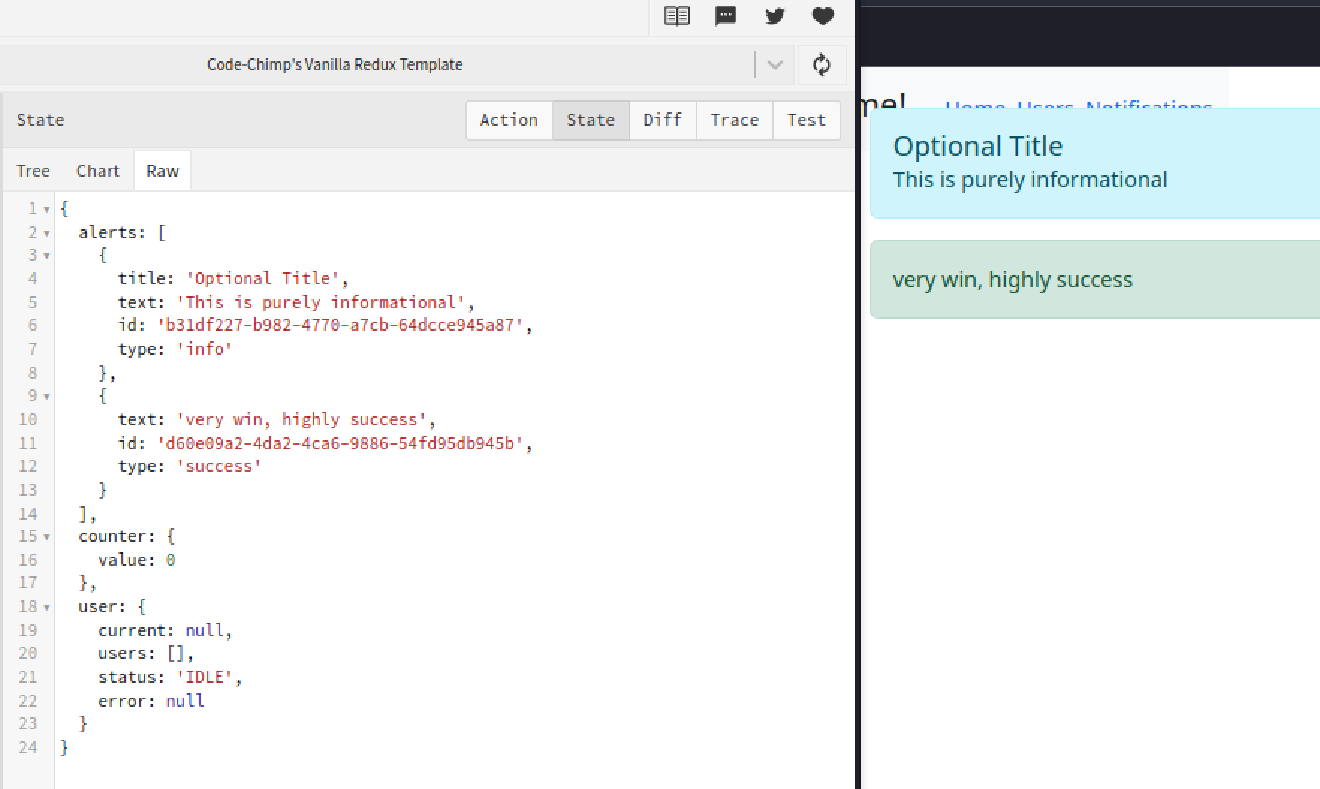 Code-Chimp's Vanilla Redux Template
State
Action State Diff Trace Test
Tree Chart Raw
1 {
2 alerts: [
3 {
4 title: 'Optional Title',
5 text: 'This is purely informational',
6 id: 'b31df227-b982-4770-a7cb-64dcce945a87',
7 type: 'info'
8 },
9 {
10 text: 'very win, highly success',
11 id: 'd60e09a2-4da2-4ca6-9886-54fd95db945b',
12 type: 'success'
13 }
14 ],
15 counter: {
16 value: 0
17 },
18 user: {
19 current: null,
20 users: [],
21 status: 'IDLE',
22 error: null
23 }
24 }
me!
Home Users Notifications
Optional Title
This is purely informational
very win, highly success